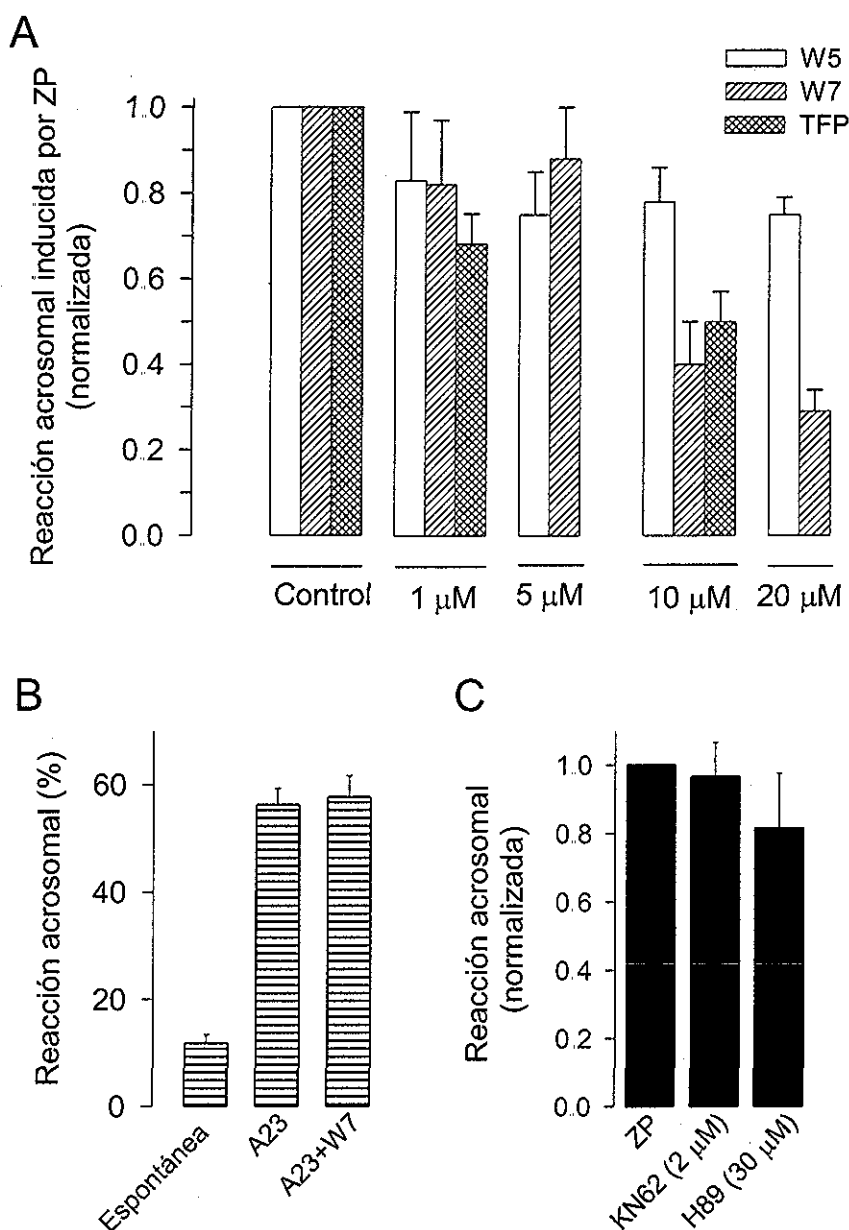 A
W5
W7
TFP
Reacción acrosomal inducida por ZP
(normalizada)
1.0
0.8
0.6
0.4
0.2
0.0
Control
1 μM
5 μM
10 μM
20 μM
B
Reacción acrosomal (%)
60
40
20
0
Espontánea
A23
A23+W7
C
Reacción acrosomal
(normalizada)
1.0
0.8
0.6
0.4
0.2
0.0
ZP
KN62 (2 μM)
H89 (30 μM)